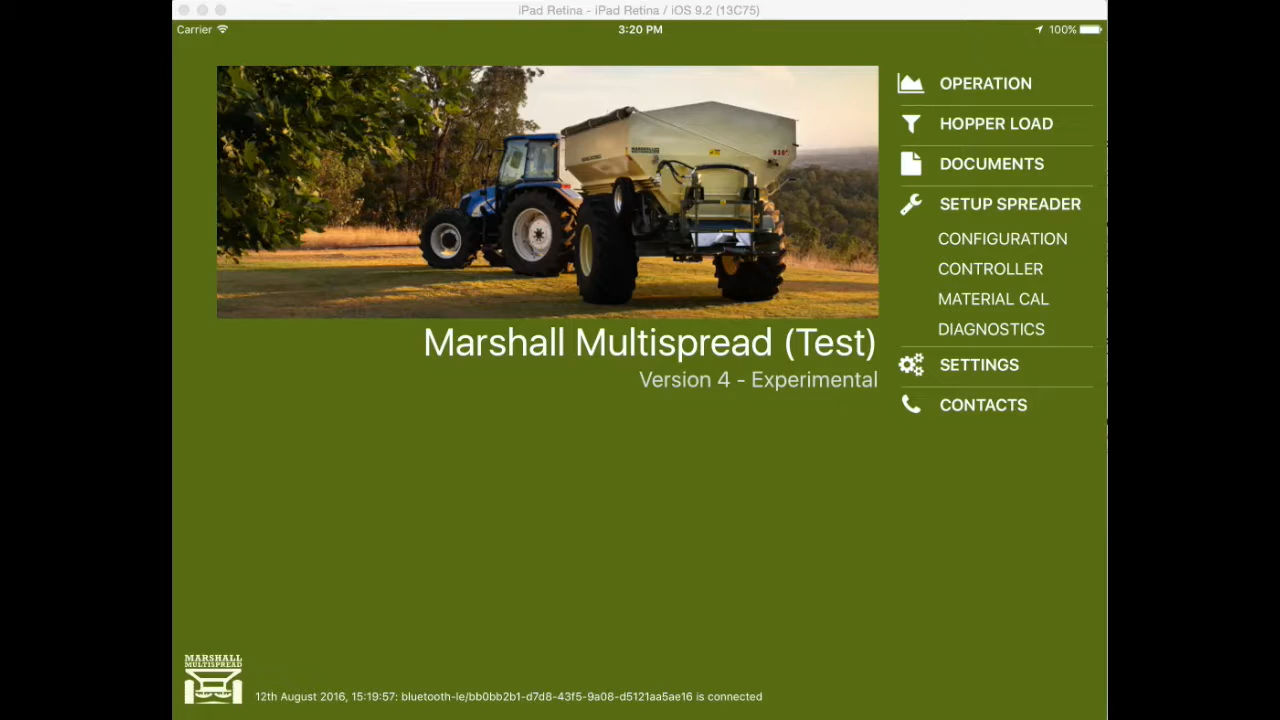 iPad Retina - iPad Retina / iOS 9.2 (13C75)
Carrier 3:20 PM 100%
OPERATION
HOPPER LOAD
DOCUMENTS
SETUP SPREADER
CONFIGURATION
CONTROLLER
MATERIAL CAL
DIAGNOSTICS
SETTINGS
CONTACTS
Marshall Multispread (Test)
Version 4 - Experimental
MARSHALL
MULTISPREAD
12th August 2016, 15:19:57: bluetooth-le/bb0bb2b1-d7d8-43f5-9a08-d5121aa5ae16 is connected